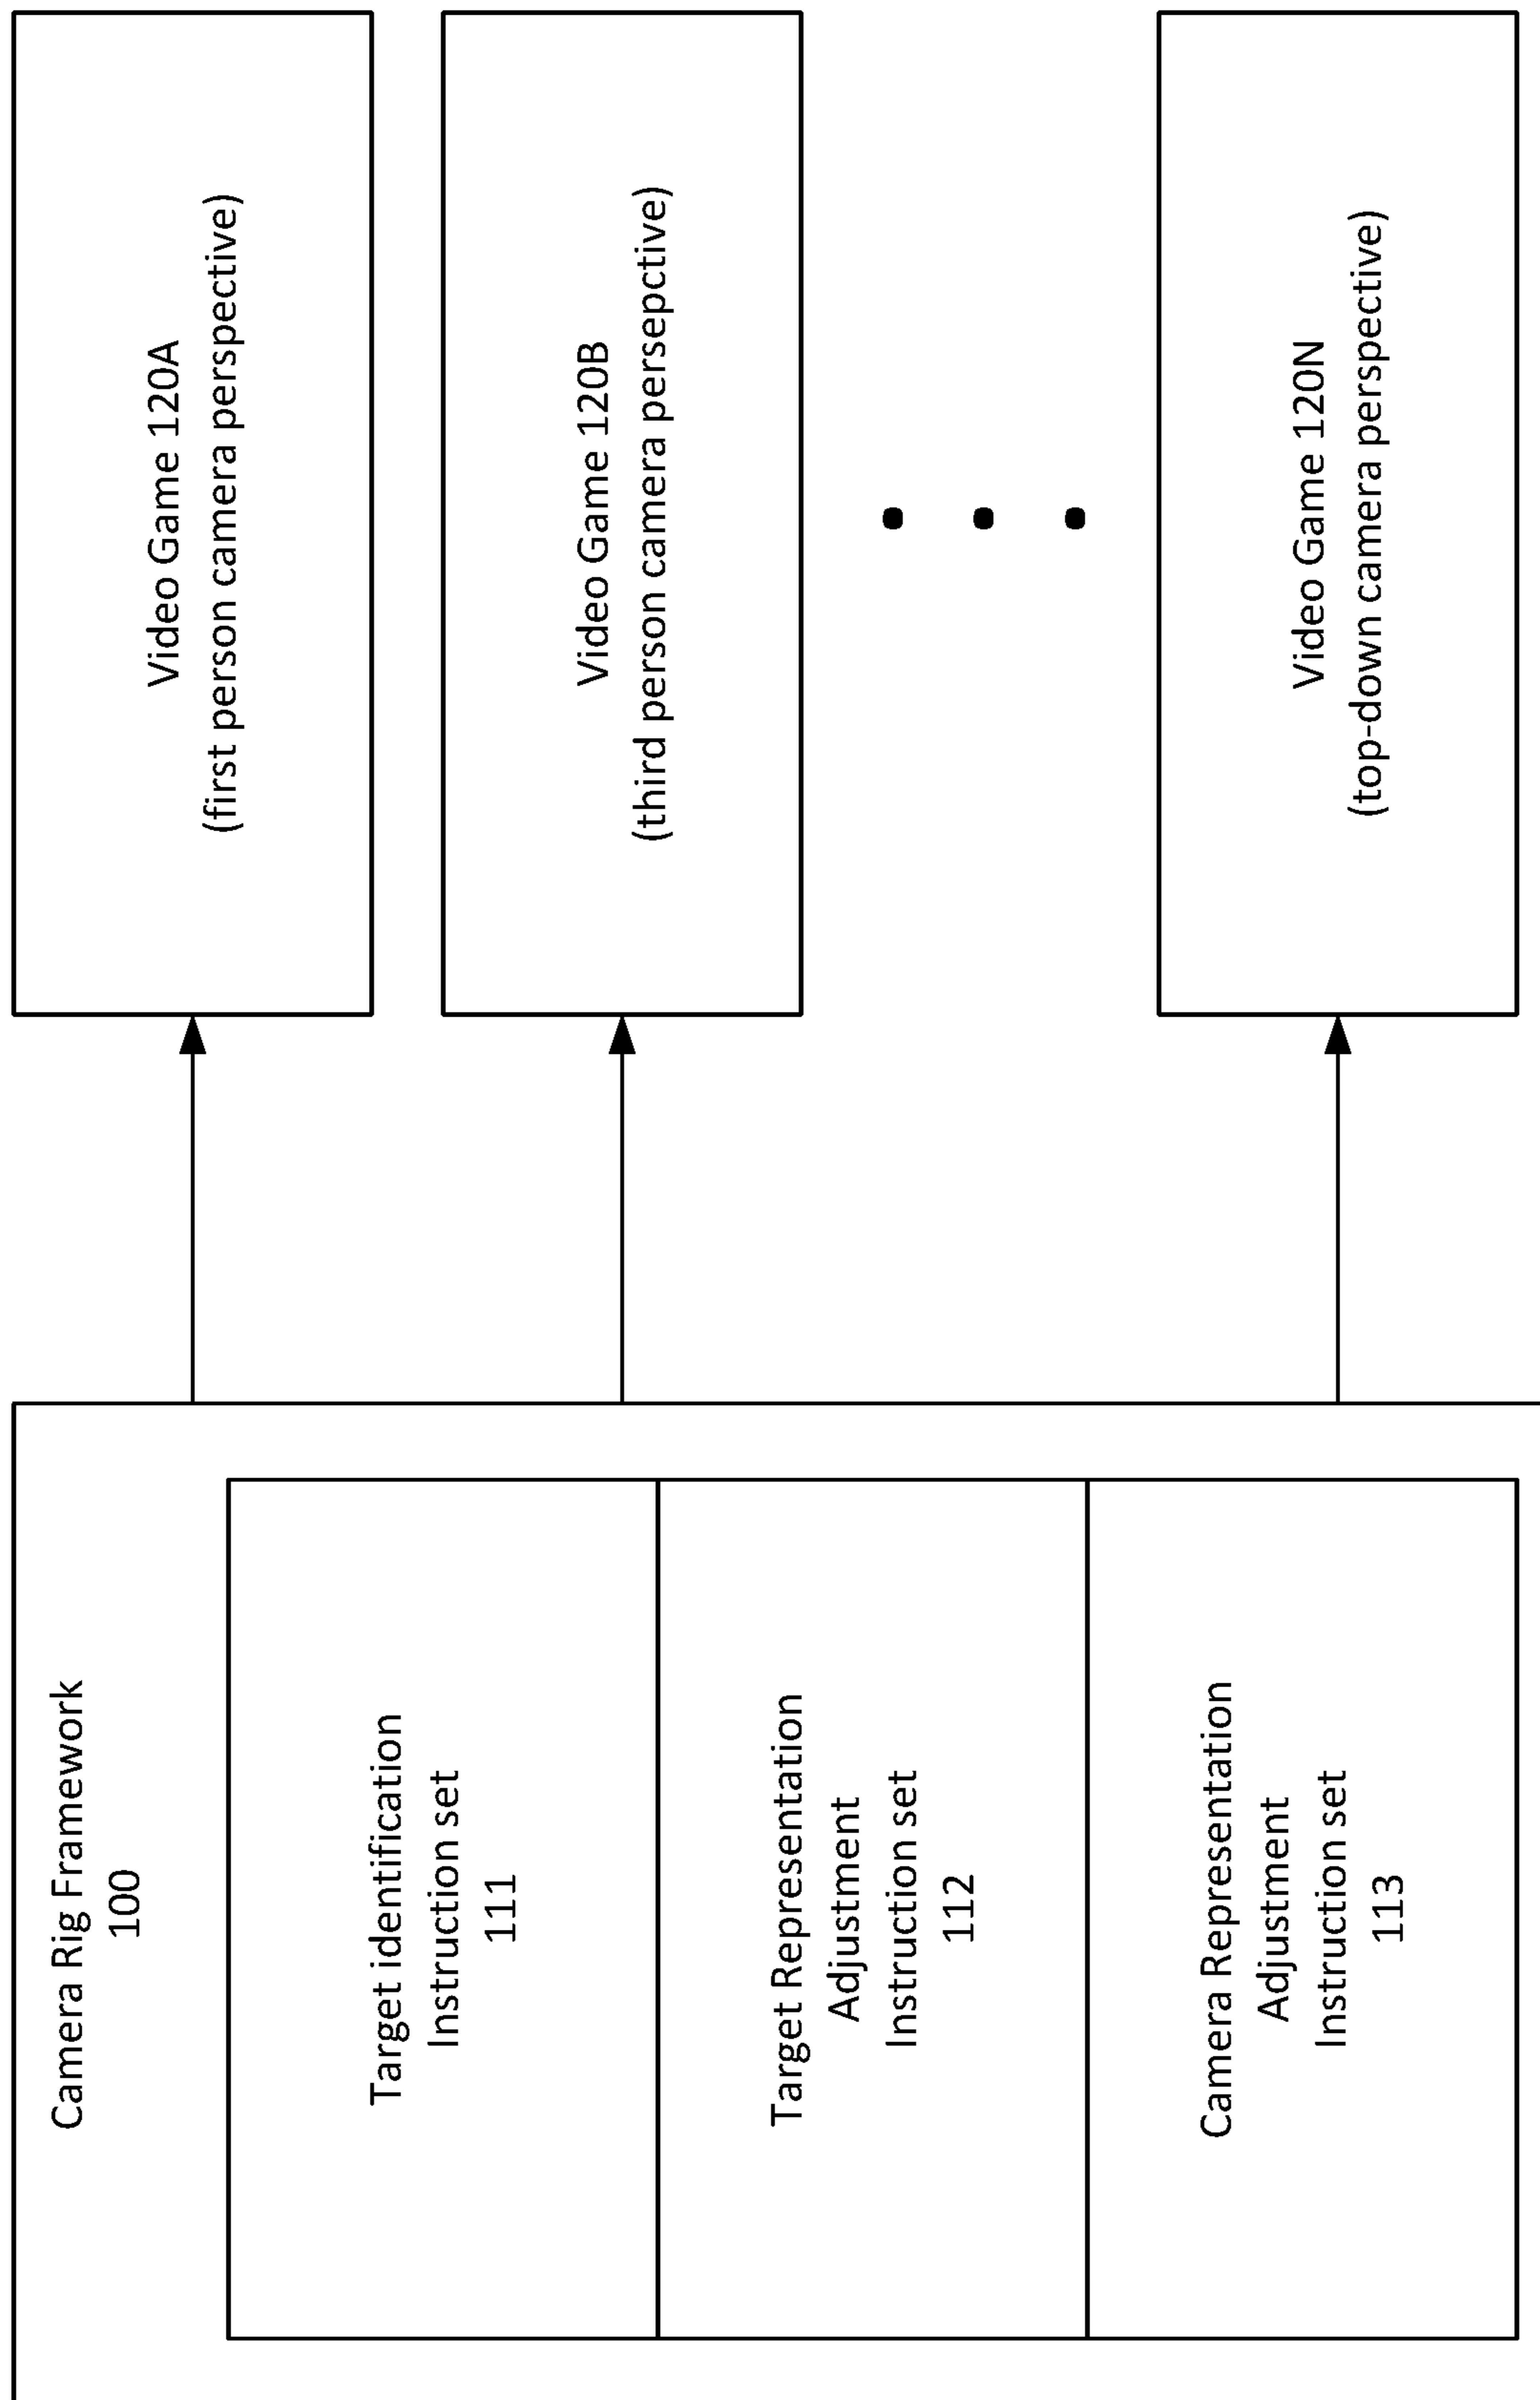 Camera Rig Framework
100
Target identification
Instruction set
111
Target Representation
Adjustment
Instruction set
112
Camera Representation
Adjustment
Instruction set
113
Video Game 120A
(first person camera perspective)
Video Game 120B
(third person camera persepctive)
Video Game 120N
(top-down camera perspective)